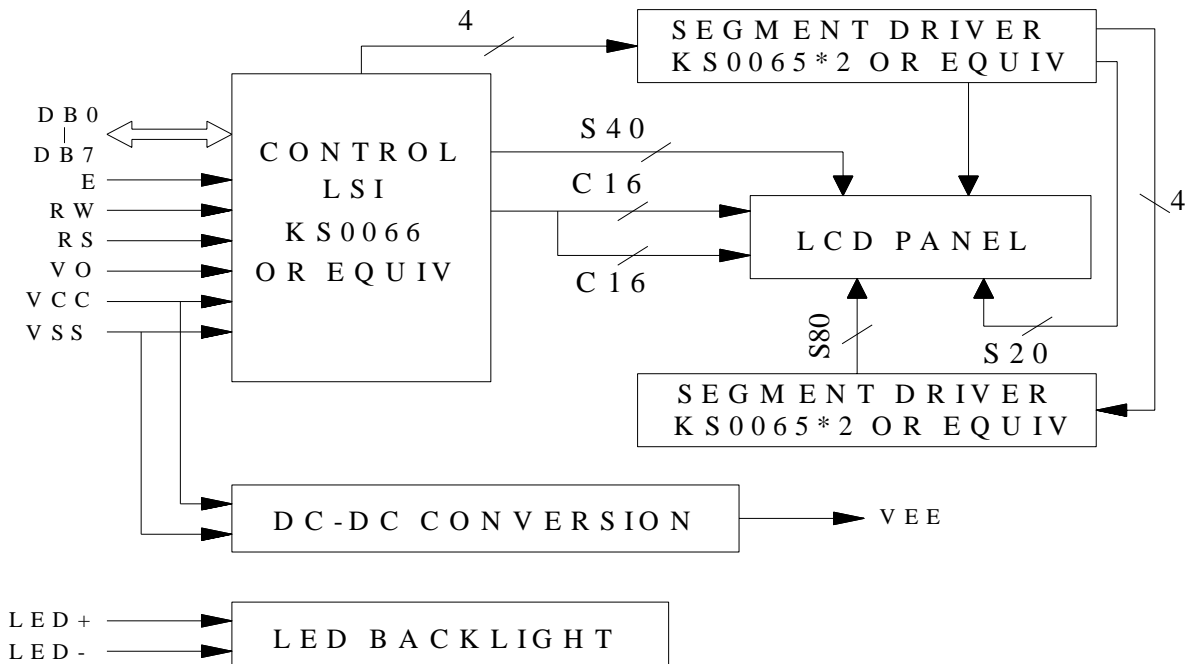 4
SEGMENT DRIVER
KS0065*2 OR EQUIV
DB0
DB7
E
RW
RS
VO
VCC
VSS
CONTROL
LSI
KS0066
OR EQUIV
S40
C16
C16
LCD PANEL
4
S80
S20
SEGMENT DRIVER
KS0065*2 OR EQUIV
DC-DC CONVERSION
VEE
LED+
LED-
LED BACKLIGHT